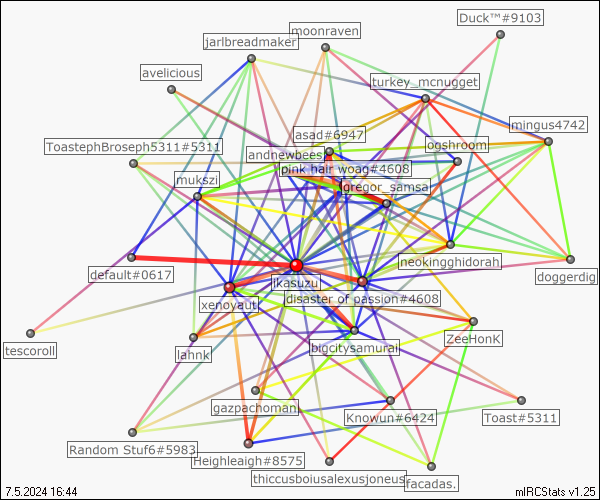 Duck™#9103
moonraven
jarlbreadmaker
avelicious
turkey_mcnugget
mingus4742
asad#6947
ToastephBroseph5311#5311
ogshroom
andnewbees
pink hair woag#4608
mukszi
gregor_samsa
neokingghidorah.
default#0617
doggerdig
jkasuzu
xenoyaut
disaster of passion#4608
tescoroll
lahnk
bigcitysamurai
ZeeHonK
gazpachoman
Knowun#6424
Toast#5311
Random Stuf6#5983
Heighleaigh#8575
thiccusboiusalexusjoneus
facadas.
7.5.2024 16:44
mIRCStats v1.25